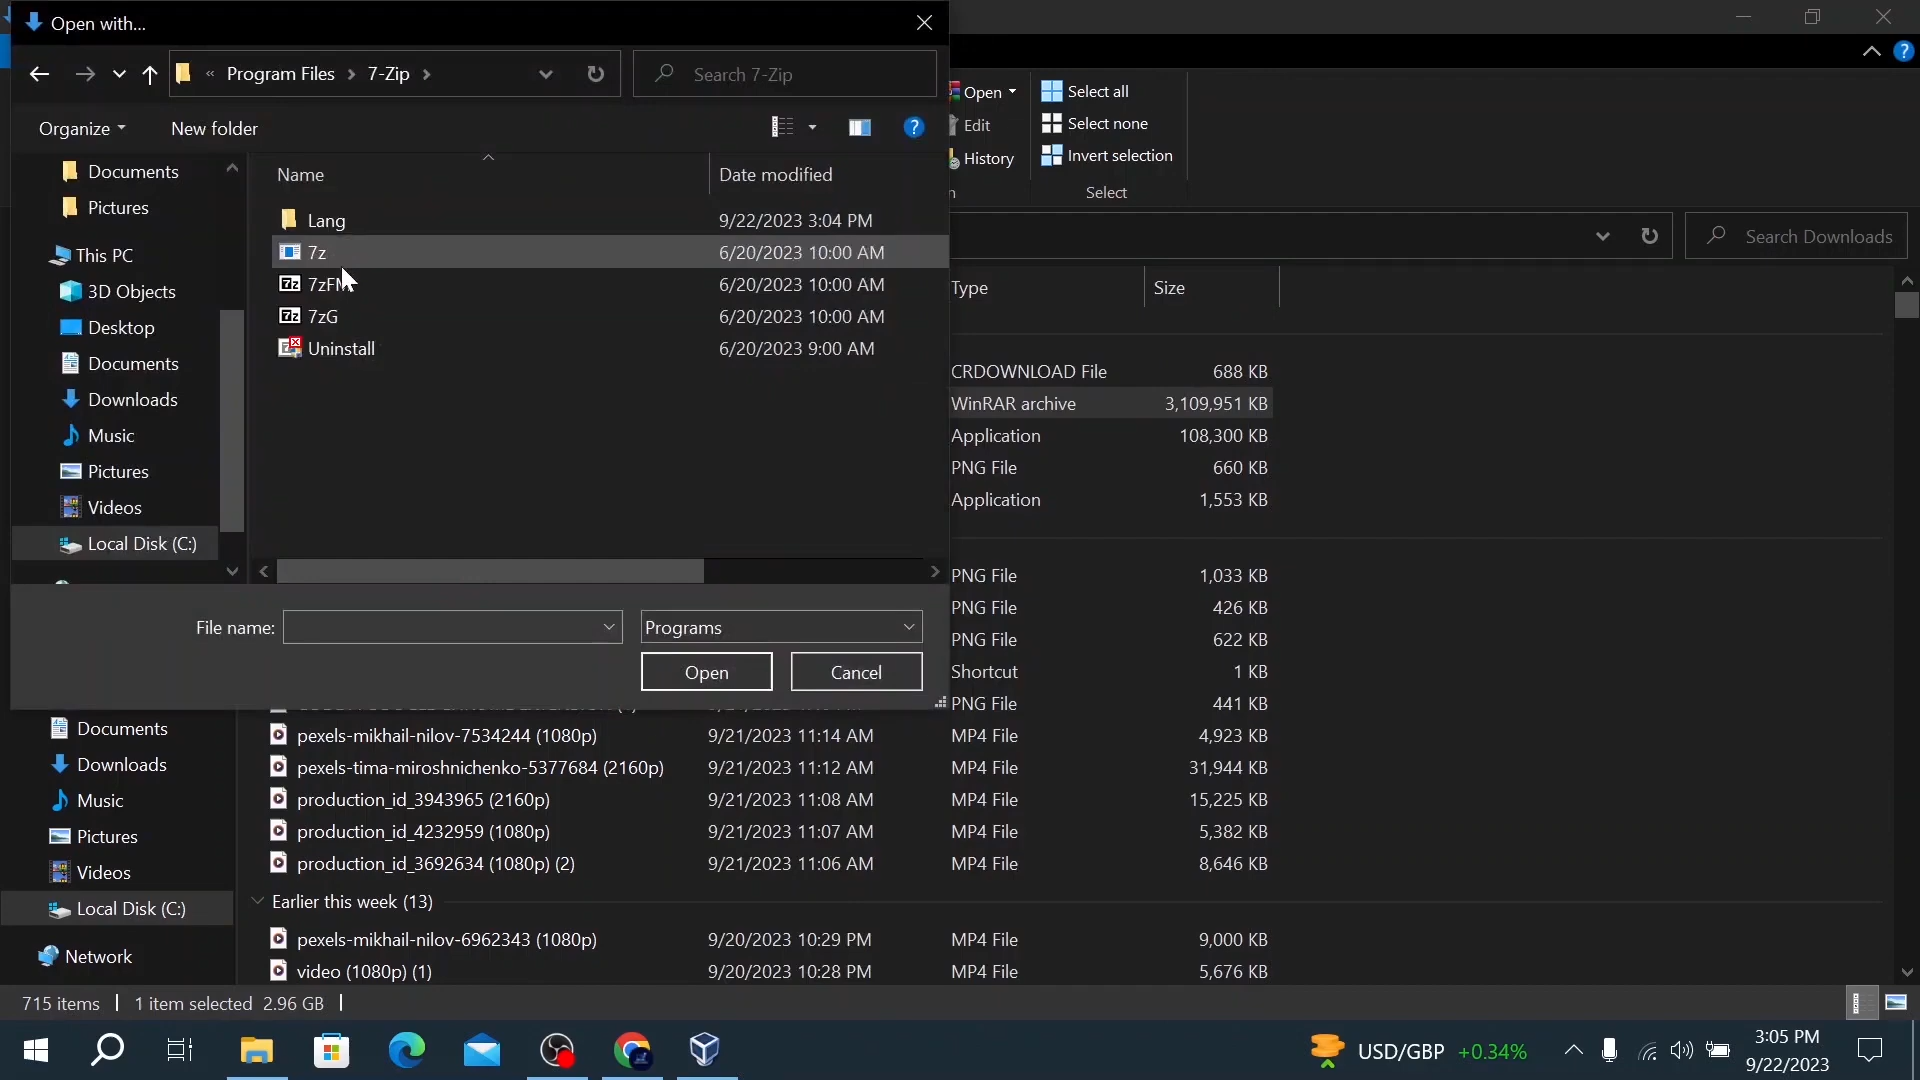 Open with...
« Program Files > 7-Zip >
Search 7-Zip
Organize
New folder
Open
Edit
History
Select all
Select none
Invert selection
Select
Documents
Pictures
This PC
3D Objects
Desktop
Documents
Downloads
Music
Pictures
Videos
Local Disk (C:)
Name Date modified
Lang 9/22/2023 3:04 PM
7z 6/20/2023 10:00 AM
7zFM 6/20/2023 10:00 AM
7zG 6/20/2023 10:00 AM
Uninstall 6/20/2023 9:00 AM
File name:
Programs
Open
Cancel
Search Downloads
Type Size
CRDOWNLOAD File 688 KB
WinRAR archive 3,109,951 KB
Application 108,300 KB
PNG File 660 KB
Application 1,553 KB
PNG File 1,033 KB
PNG File 426 KB
PNG File 622 KB
Shortcut 1 KB
PNG File 441 KB
pexels-mikhail-nilov-7534244 (1080p) 9/21/2023 11:14 AM MP4 File 4,923 KB
pexels-tima-miroshnichenko-5377684 (2160p) 9/21/2023 11:12 AM MP4 File 31,944 KB
production_id_3943965 (2160p) 9/21/2023 11:08 AM MP4 File 15,225 KB
production_id_4232959 (1080p) 9/21/2023 11:07 AM MP4 File 5,382 KB
production_id_3692634 (1080p) (2) 9/21/2023 11:06 AM MP4 File 8,646 KB
Earlier this week (13)
pexels-mikhail-nilov-6962343 (1080p) 9/20/2023 10:29 PM MP4 File 9,000 KB
video (1080p) (1) 9/20/2023 10:28 PM MP4 File 5,676 KB
Documents
Downloads
Music
Pictures
Videos
Local Disk (C:)
Network
715 items 1 item selected 2.96 GB
USD/GBP +0.34%
3:05 PM
9/22/2023